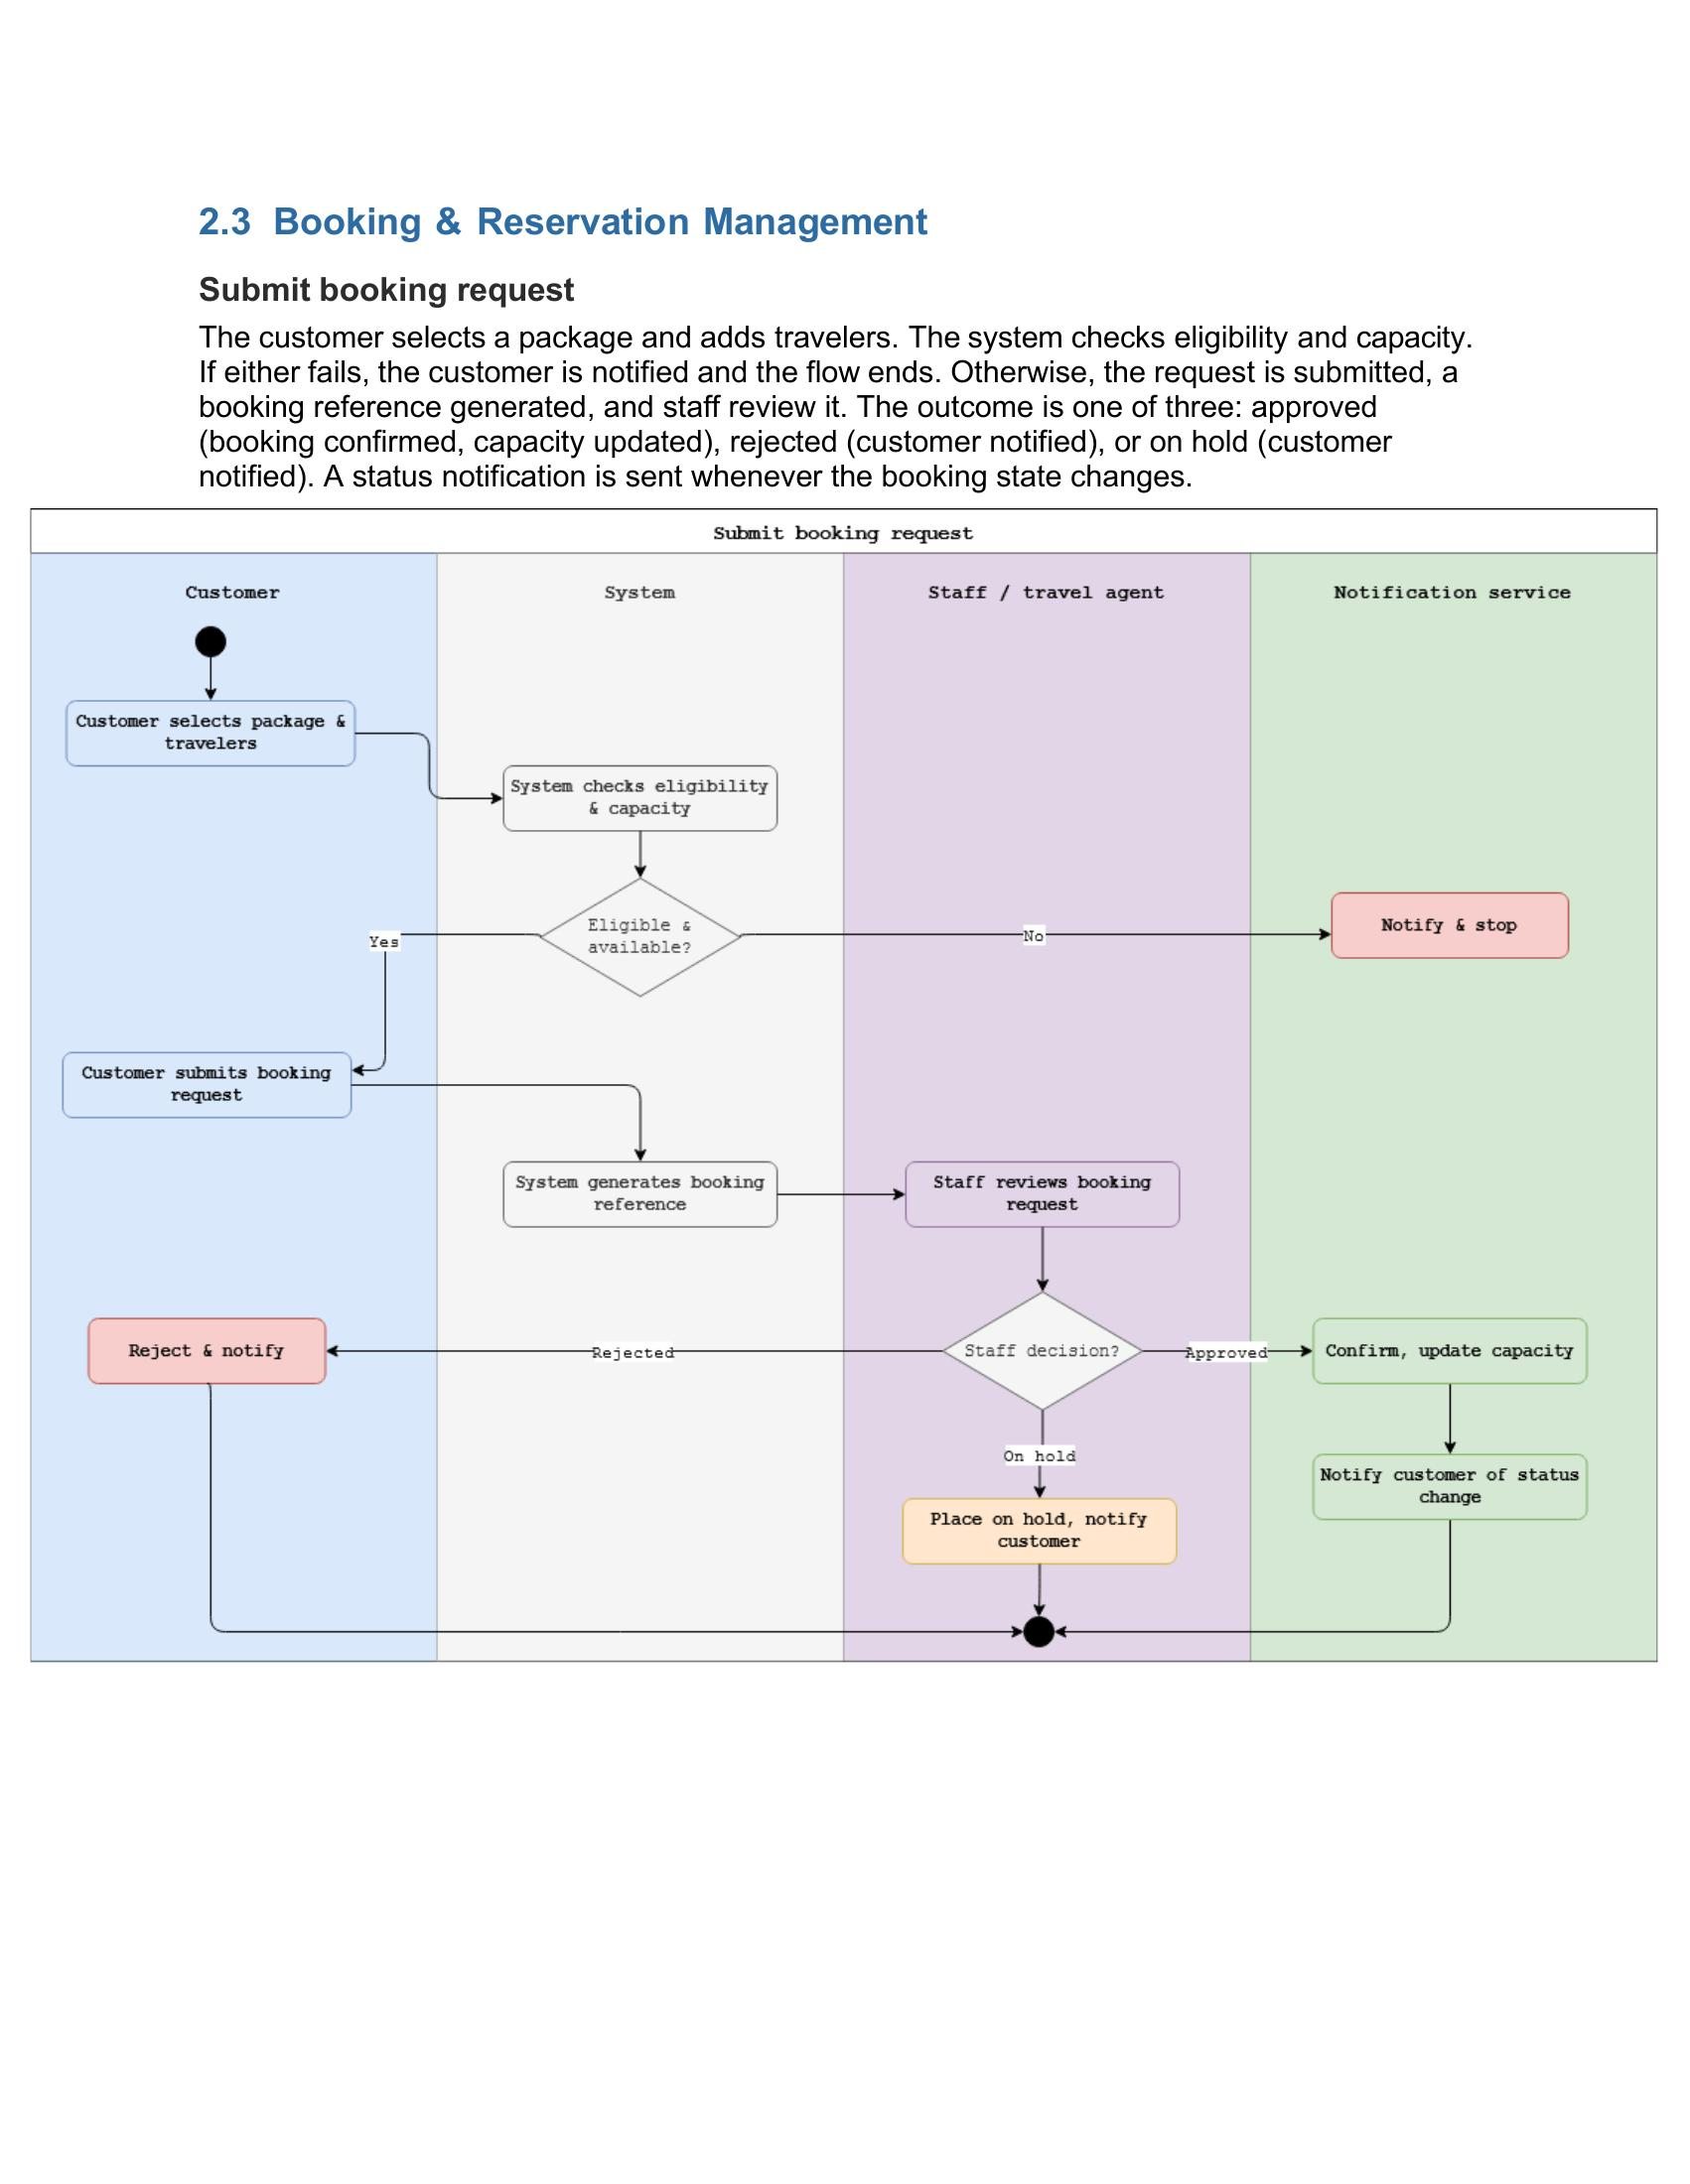 2.3 Booking & Reservation Management
Submit booking request
The customer selects a package and adds travelers. The system checks eligibility and capacity.
If either fails, the customer is notified and the flow ends. Otherwise, the request is submitted, a
booking reference generated, and staff review it. The outcome is one of three: approved
(booking confirmed, capacity updated), rejected (customer notified), or on hold (customer
notified). A status notification is sent whenever the booking state changes.
Submit booking request
Customer
System
Staff / travel agent
Notification service
Customer selects package &
travelers
System checks eligibility
& capacity
Eligible &
available?
Yes
No
Notify & stop
Customer submits booking
request
System generates booking
reference
Staff reviews booking
request
Reject & notify
Rejected
Staff decision?
Approved
Confirm, update capacity
On hold
Notify customer of status
change
Place on hold, notify
customer